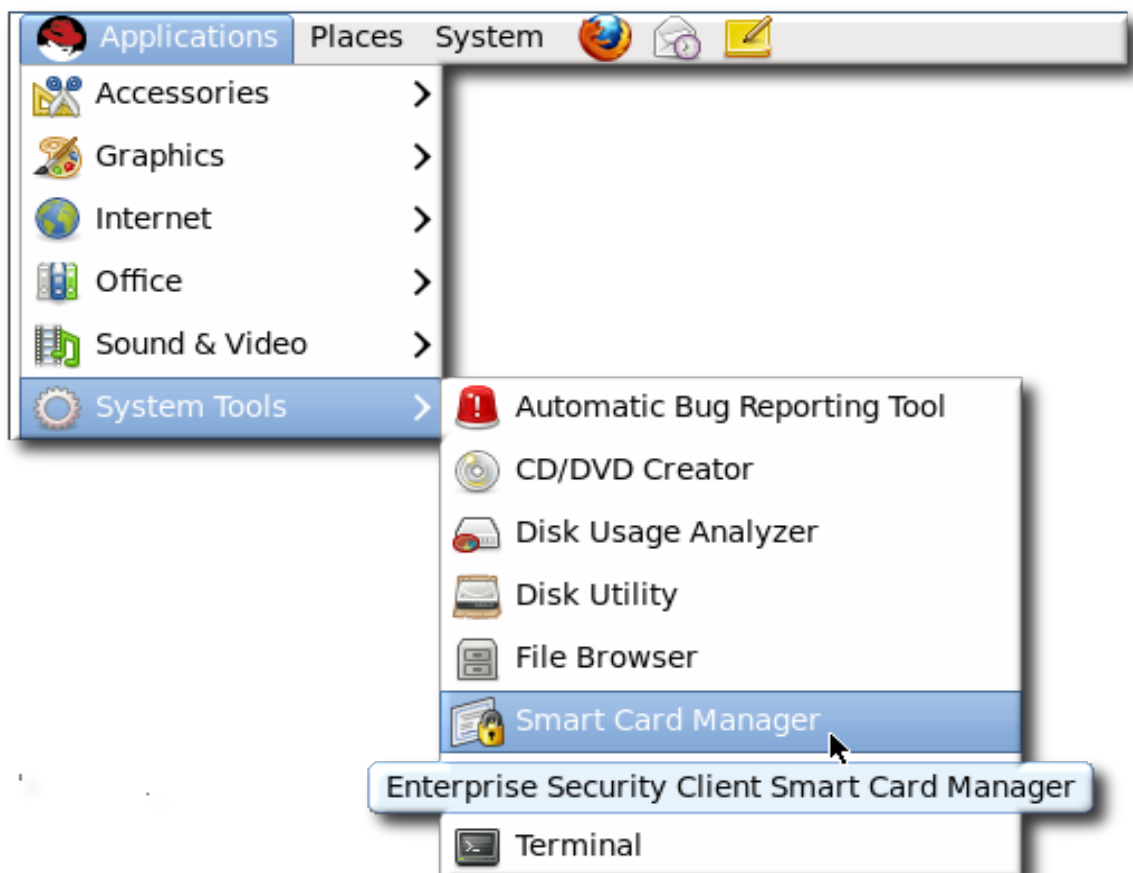 Applications Places System
Accessories
Graphics
Internet
Office
Sound & Video
System Tools
Automatic Bug Reporting Tool
CD/DVD Creator
Disk Usage Analyzer
Disk Utility
File Browser
Smart Card Manager
Enterprise Security Client Smart Card Manager
Terminal